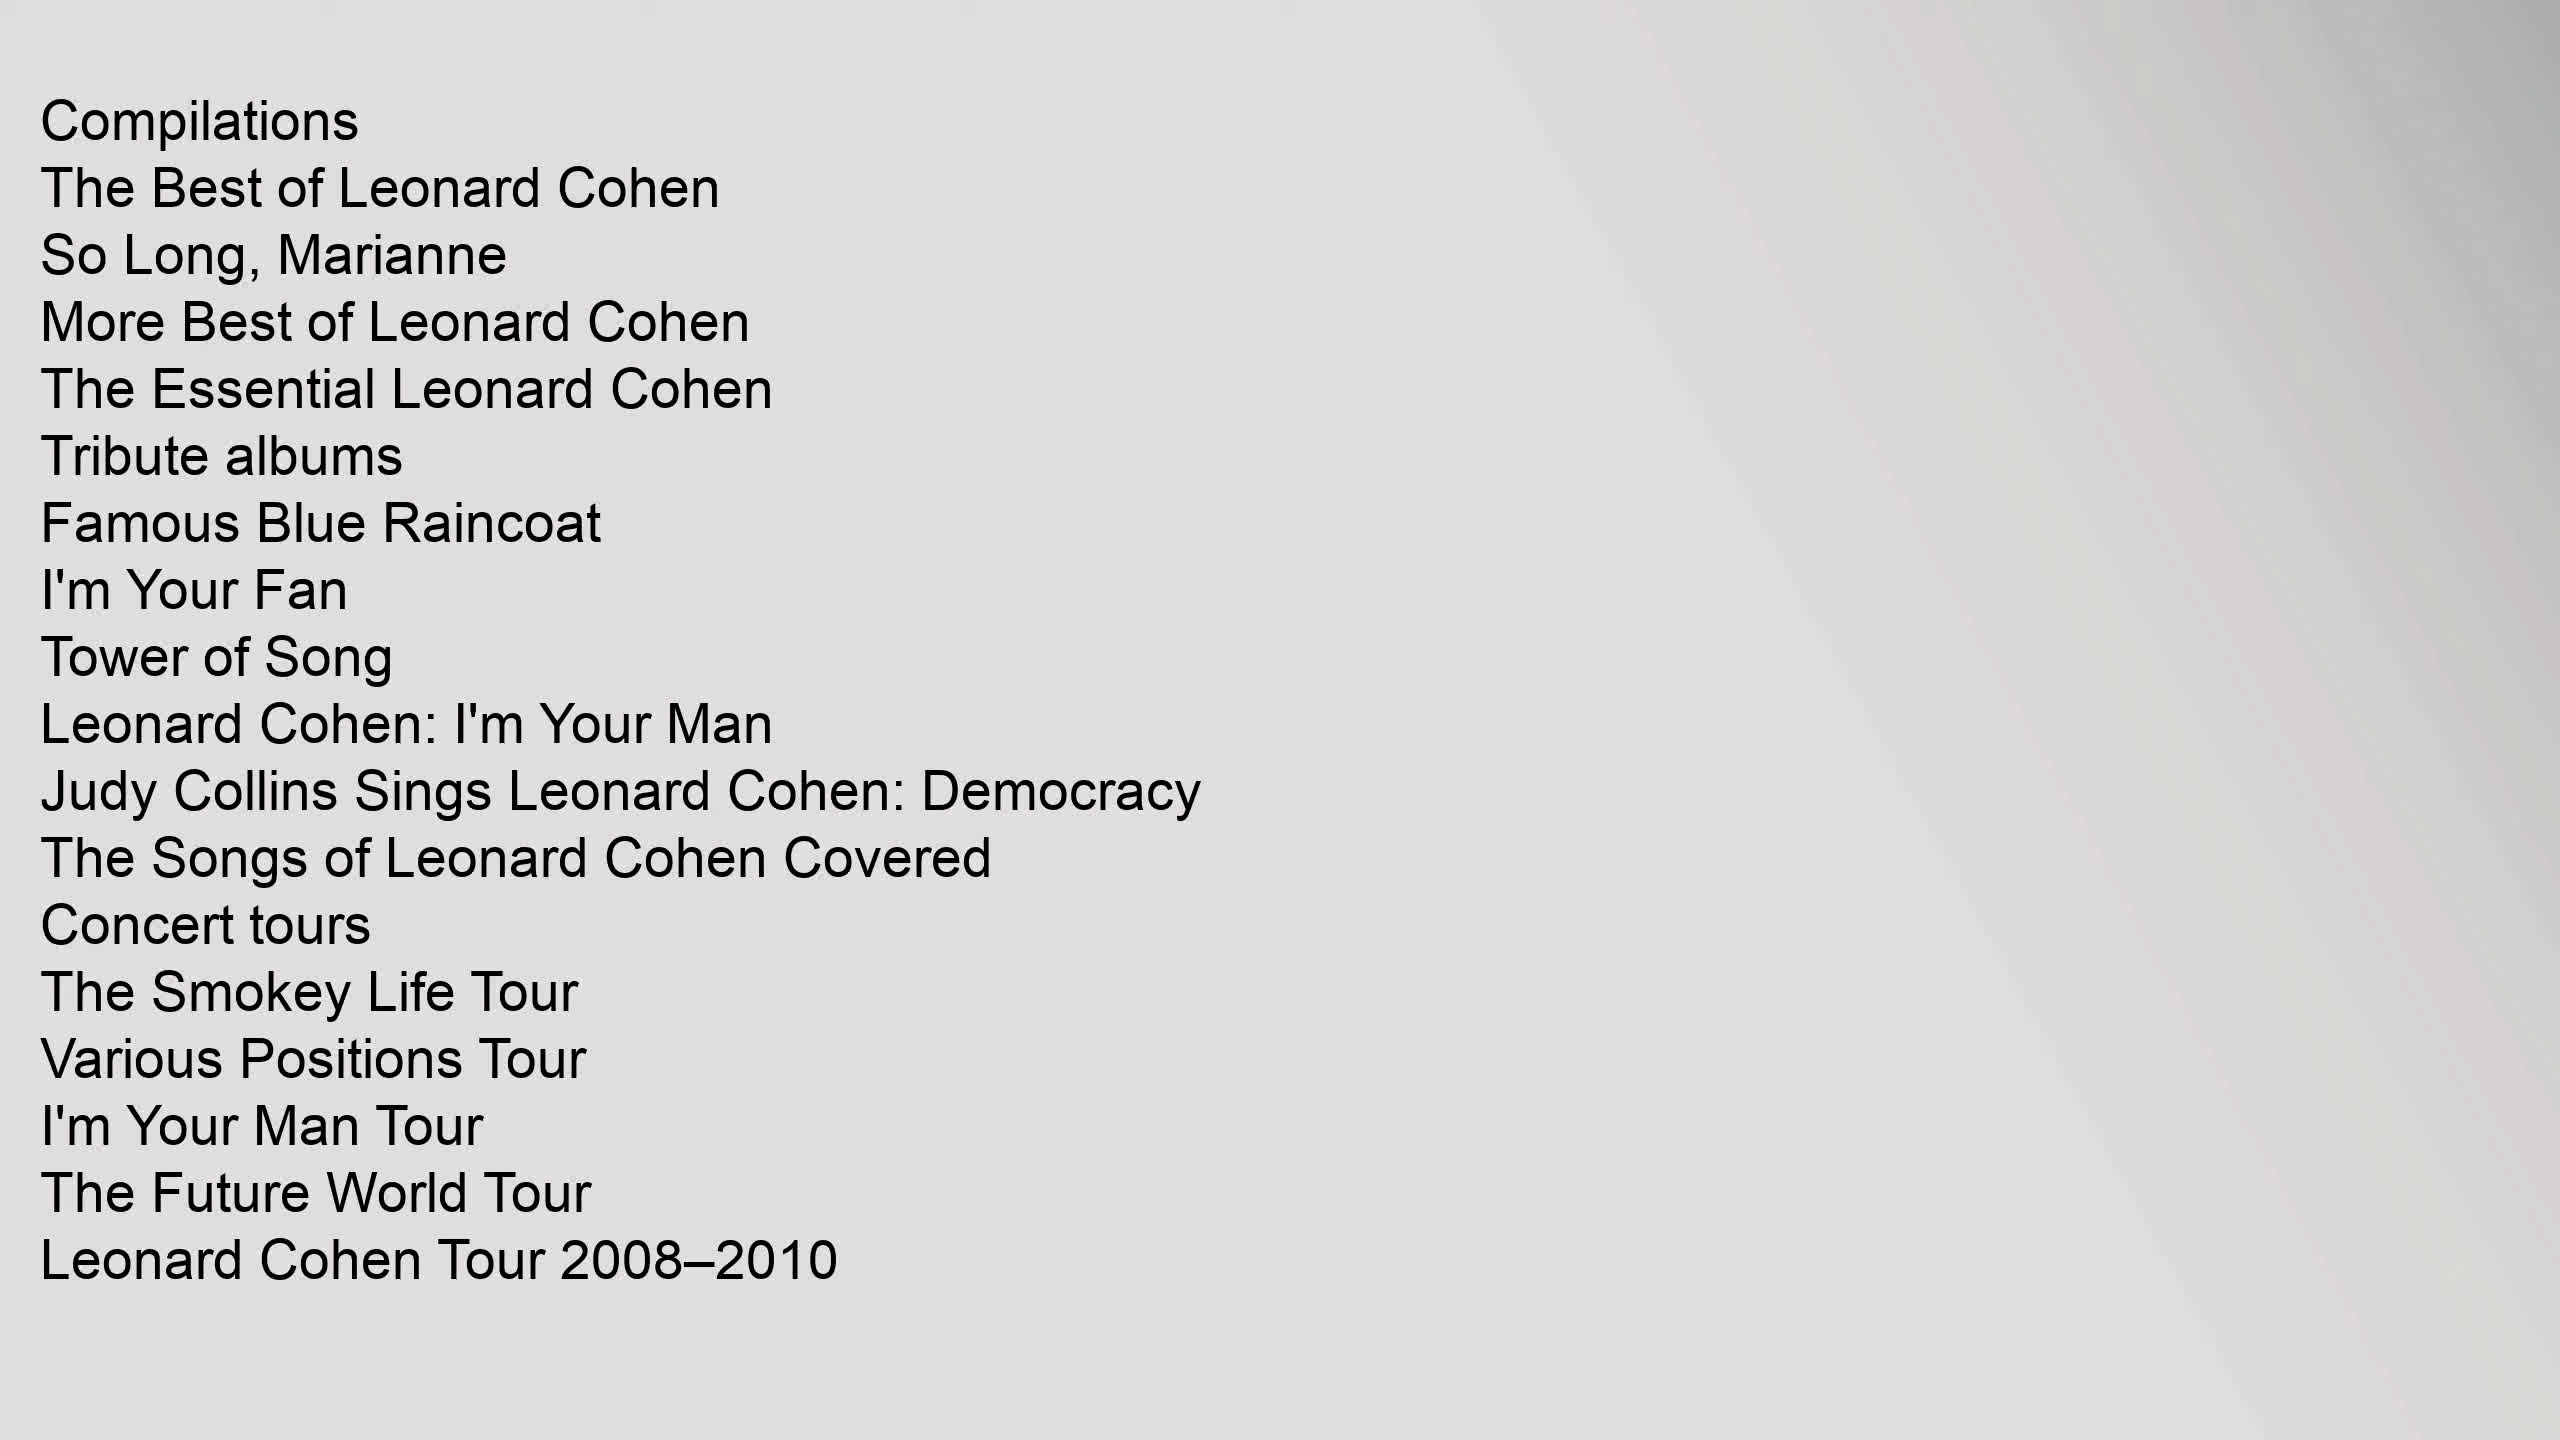 Compilations
The Best of Leonard Cohen
So Long, Marianne
More Best of Leonard Cohen
The Essential Leonard Cohen
Tribute albums
Famous Blue Raincoat
I'm Your Fan
Tower of Song
Leonard Cohen: I'm Your Man
Judy Collins Sings Leonard Cohen: Democracy
The Songs of Leonard Cohen Covered
Concert tours
The Smokey Life Tour
Various Positions Tour
I'm Your Man Tour
The Future World Tour
Leonard Cohen Tour 2008–2010